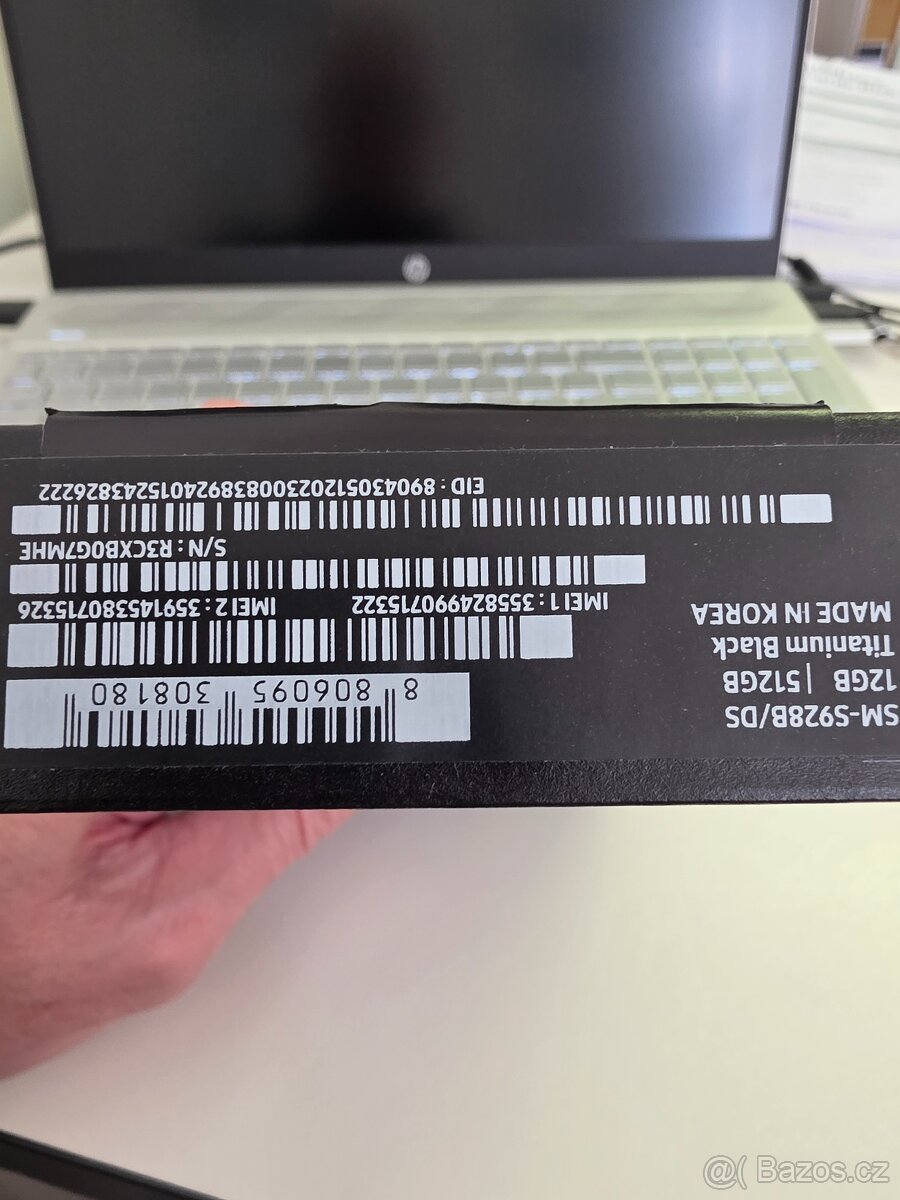 SM-S928B/DS
12GB | 512GB
Titanium Black
MADE IN KOREA
8 806095 308180
IMEI 1 : 355824990715322
IMEI 2 : 359145380715326
S/N : R3CXB0G7MHE
EID : 89043051202300838924015243826222
hp
@( Bazos.cz